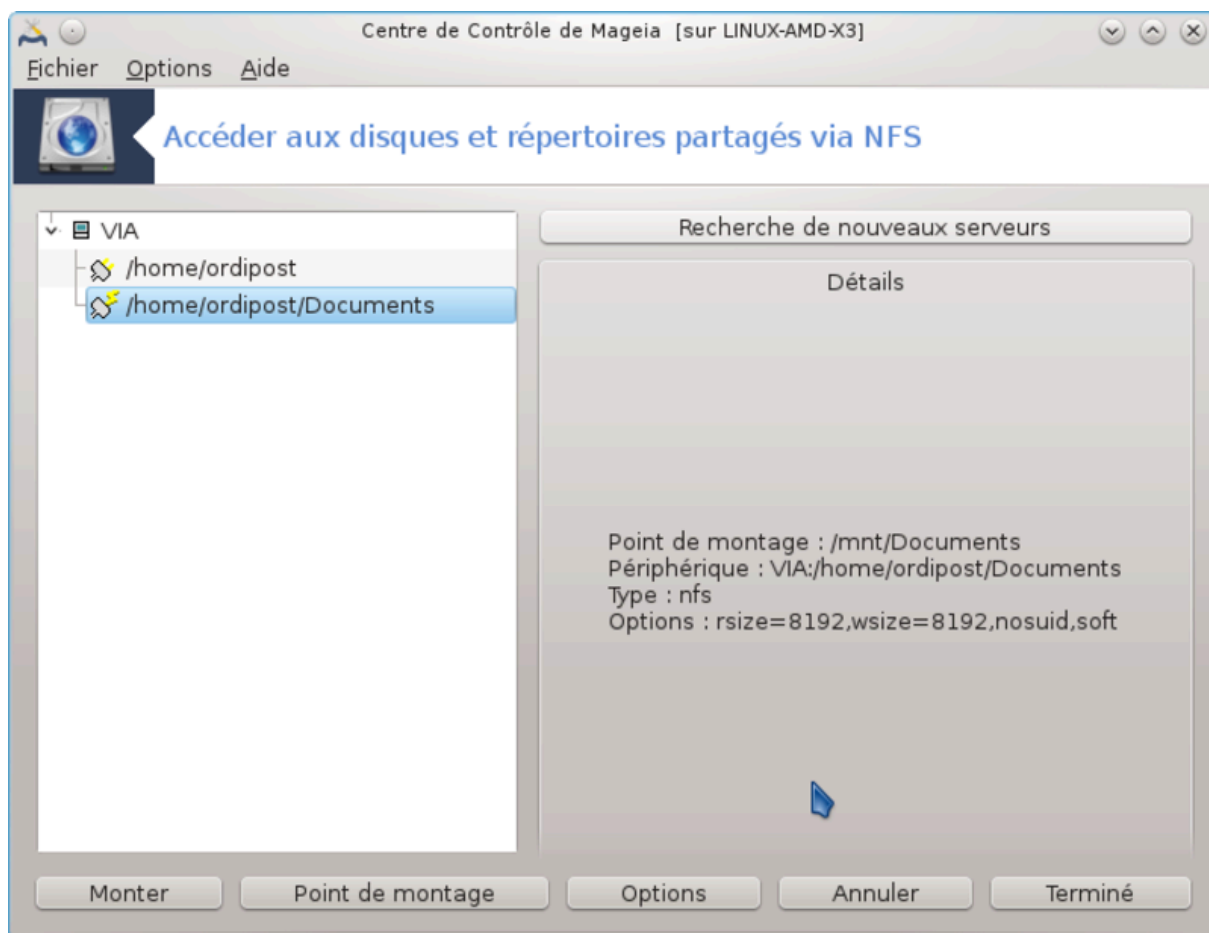 Centre de Contrôle de Mageia [sur LINUX-AMD-X3]
Fichier Options Aide
Accéder aux disques et répertoires partagés via NFS
VIA
/home/ordipost
/home/ordipost/Documents
Recherche de nouveaux serveurs
Détails
Point de montage : /mnt/Documents
Périphérique : VIA:/home/ordipost/Documents
Type : nfs
Options : rsize=8192,wsize=8192,nosuid,soft
Monter Point de montage Options Annuler Terminé